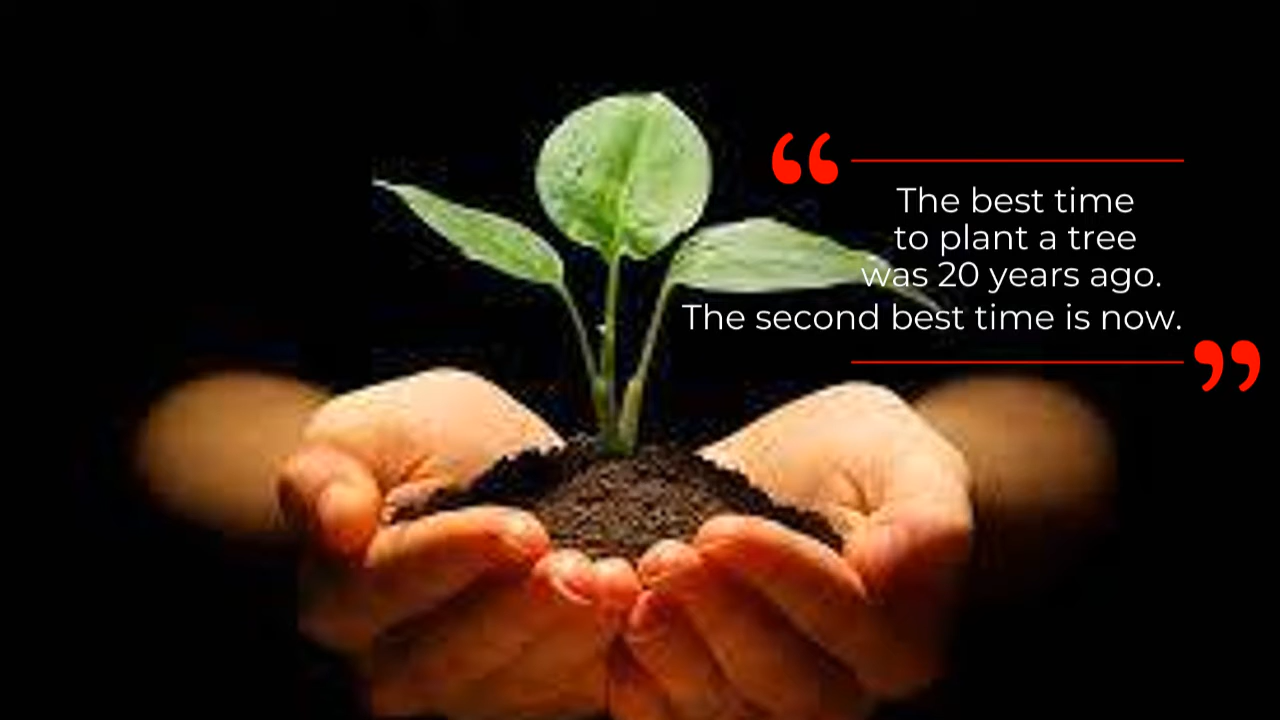 “
The best time
to plant a tree
was 20 years ago.
The second best time is now.
”